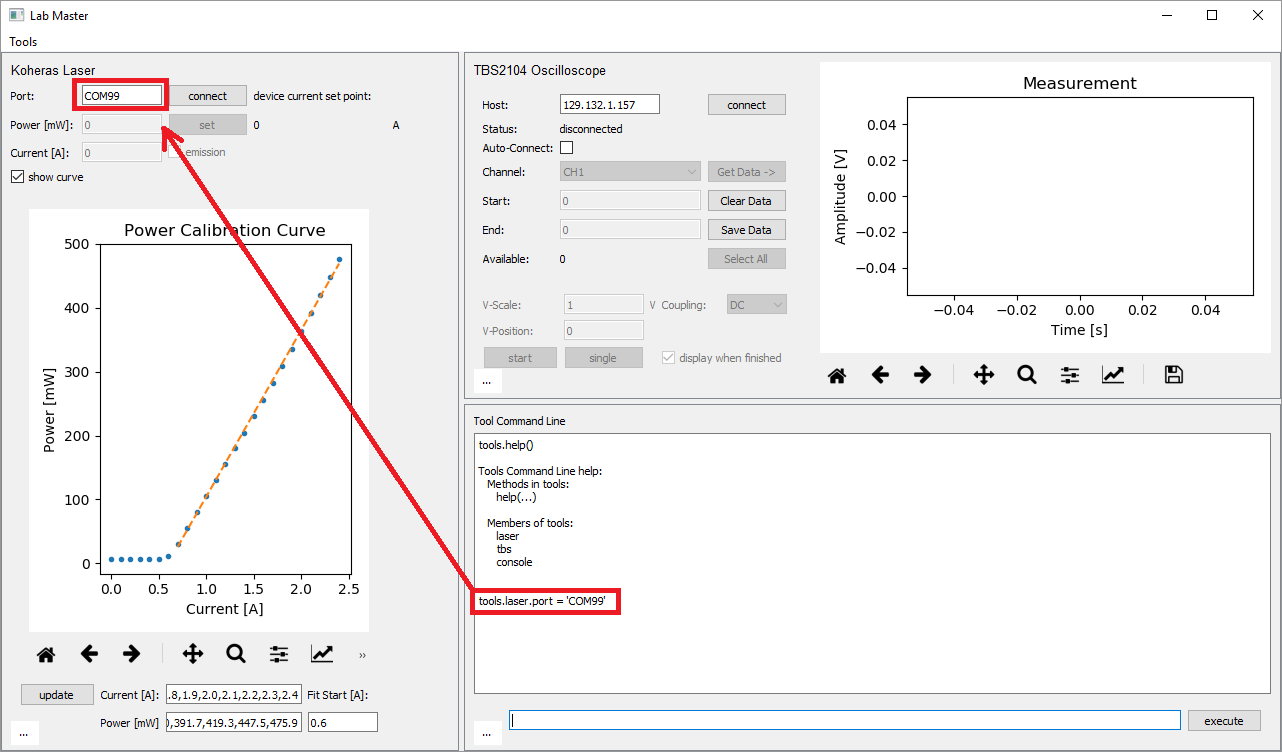 Lab Master
Tools
Koheras Laser
Port: COM99 connect device current set point:
Power [mW]: 0 set 0 A
Current [A]: 0 emission
show curve
Power Calibration Curve
500
400
300
200
100
0
Power [mW]
0.0 0.5 1.0 1.5 2.0 2.5
Current [A]
»
update Current [A]: .8,1.9,2.0,2.1,2.2,2.3,2.4 Fit Start [A]:
Power [mW] ),391.7,419.3,447.5,475.9 0.6
...
TBS2104 Oscilloscope
Host: 129.132.1.157 connect
Status: disconnected
Auto-Connect:
Channel: CH1 Get Data ->
Start: 0 Clear Data
End: 0 Save Data
Available: 0 Select All
V-Scale: 1 V Coupling: DC
V-Position: 0
start single display when finished
...
Measurement
0.04
0.02
0.00
−0.02
−0.04
Amplitude [V]
−0.04 −0.02 0.00 0.02 0.04
Time [s]
Tool Command Line
tools.help()
Tools Command Line help:
Methods in tools:
help(...)
Members of tools:
laser
tbs
console
tools.laser.port = 'COM99'
...
execute